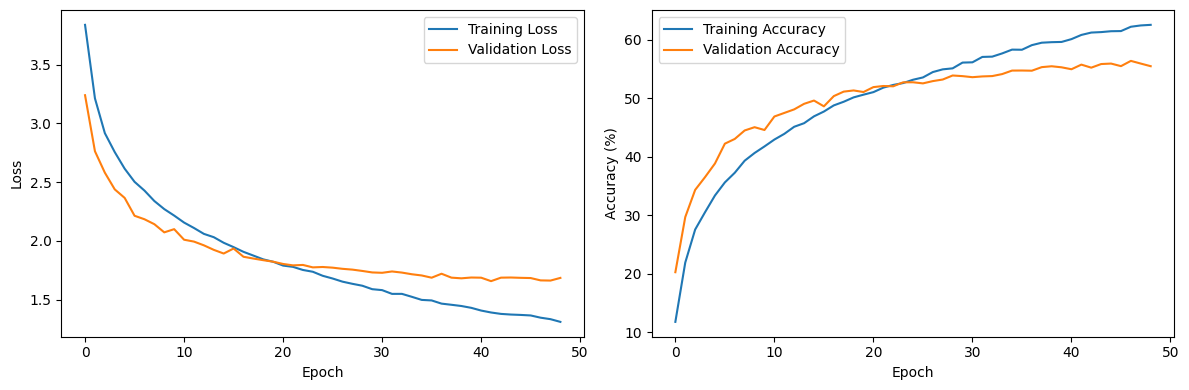 Training Loss
Validation Loss
3.5
3.0
2.5
2.0
1.5
Loss
0 10 20 30 40 50
Epoch
Training Accuracy
Validation Accuracy
60
50
40
30
20
10
Accuracy (%)
0 10 20 30 40 50
Epoch